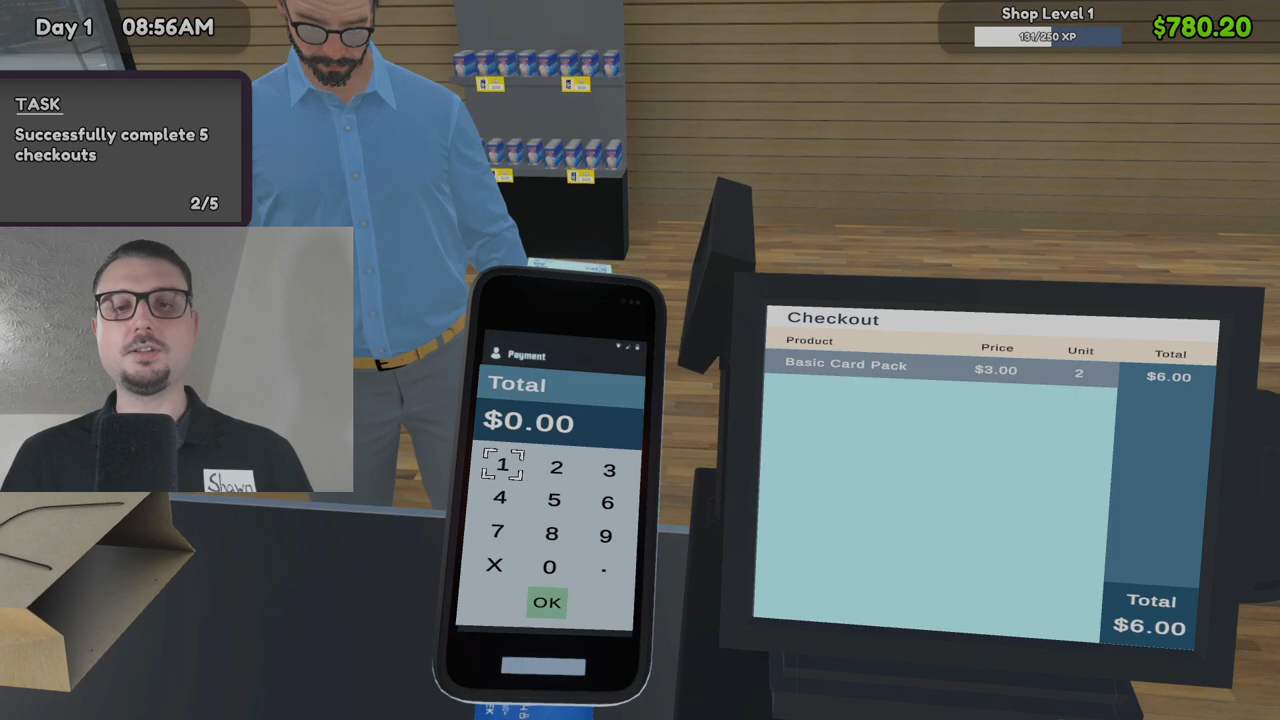 Day 1 08:56AM
Shop Level 1
131/250 XP
$780.20
TASK
Successfully complete 5
checkouts
2/5
Shawn
Payment
Total
$0.00
1 2 3
4 5 6
7 8 9
X 0 .
OK
Checkout
Product Price Unit Total
Basic Card Pack $3.00 2 $6.00
Total
$6.00